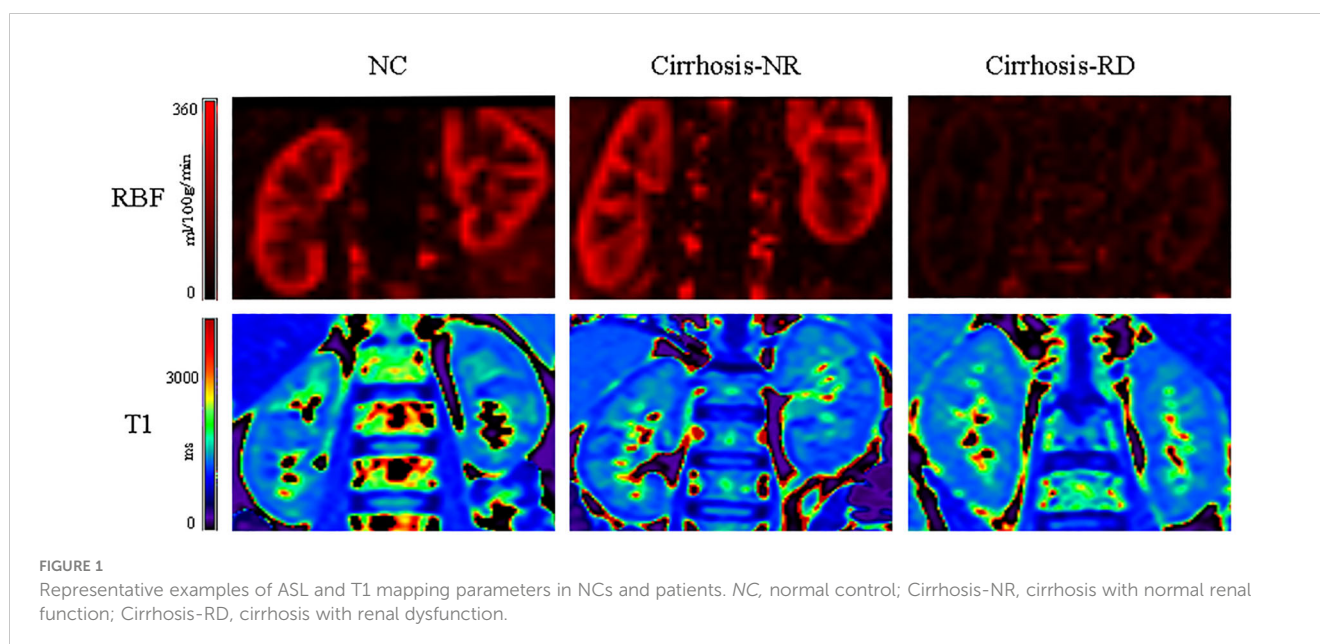 NC Cirrhosis-NR Cirrhosis-RD
360
RBF
ml/100g/min
0
3000
T1
ms
0
FIGURE 1
Representative examples of ASL and T1 mapping parameters in NCs and patients. NC, normal control; Cirrhosis-NR, cirrhosis with normal renal
function; Cirrhosis-RD, cirrhosis with renal dysfunction.